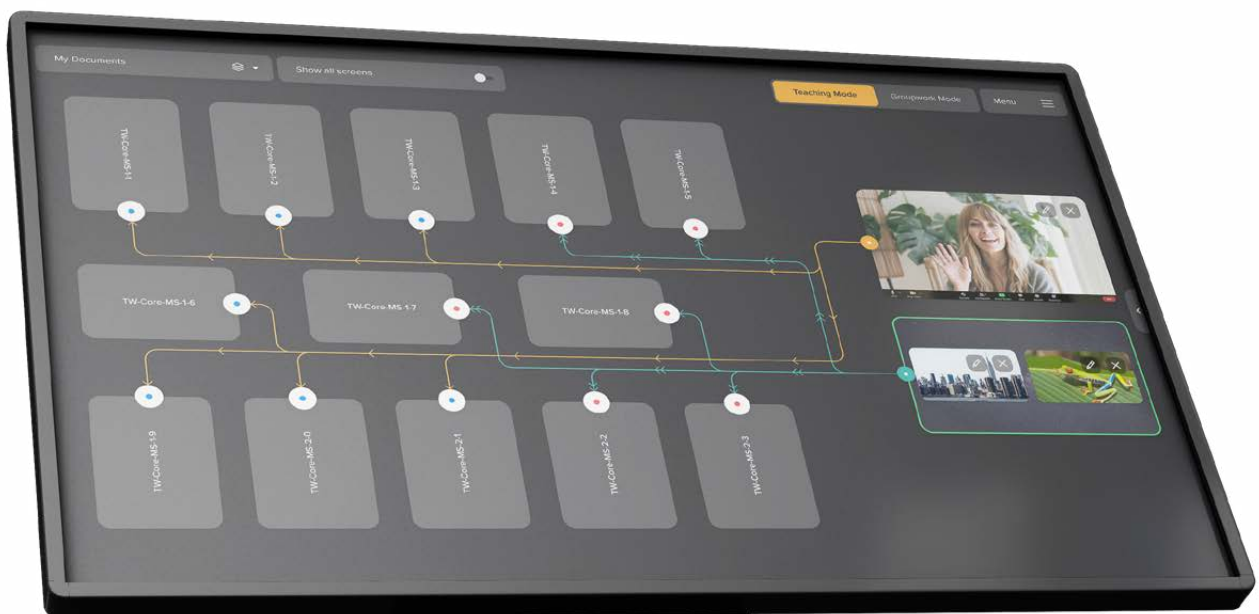 My Documents
Show all screens
Teaching Mode
Groupwork Mode
Menu
TW-Core-MS-1-1
TW-Core-MS-1-2
TW-Core-MS-1-3
TW-Core-MS-1-4
TW-Core-MS-1-5
TW-Core-MS-1-6
TW-Core-MS-1-7
TW-Core-MS-1-8
TW-Core-MS-1-9
TW-Core-MS-2-0
TW-Core-MS-2-1
TW-Core-MS-2-2
TW-Core-MS-2-3